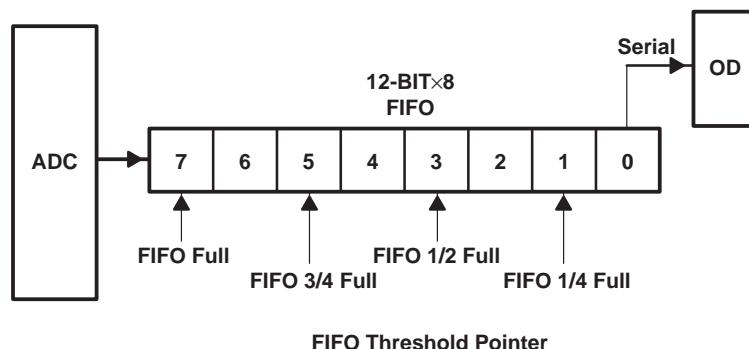 Serial
OD
12-BIT×8
FIFO
ADC
7 6 5 4 3 2 1 0
FIFO Full
FIFO 1/2 Full
FIFO 3/4 Full
FIFO 1/4 Full
FIFO Threshold Pointer